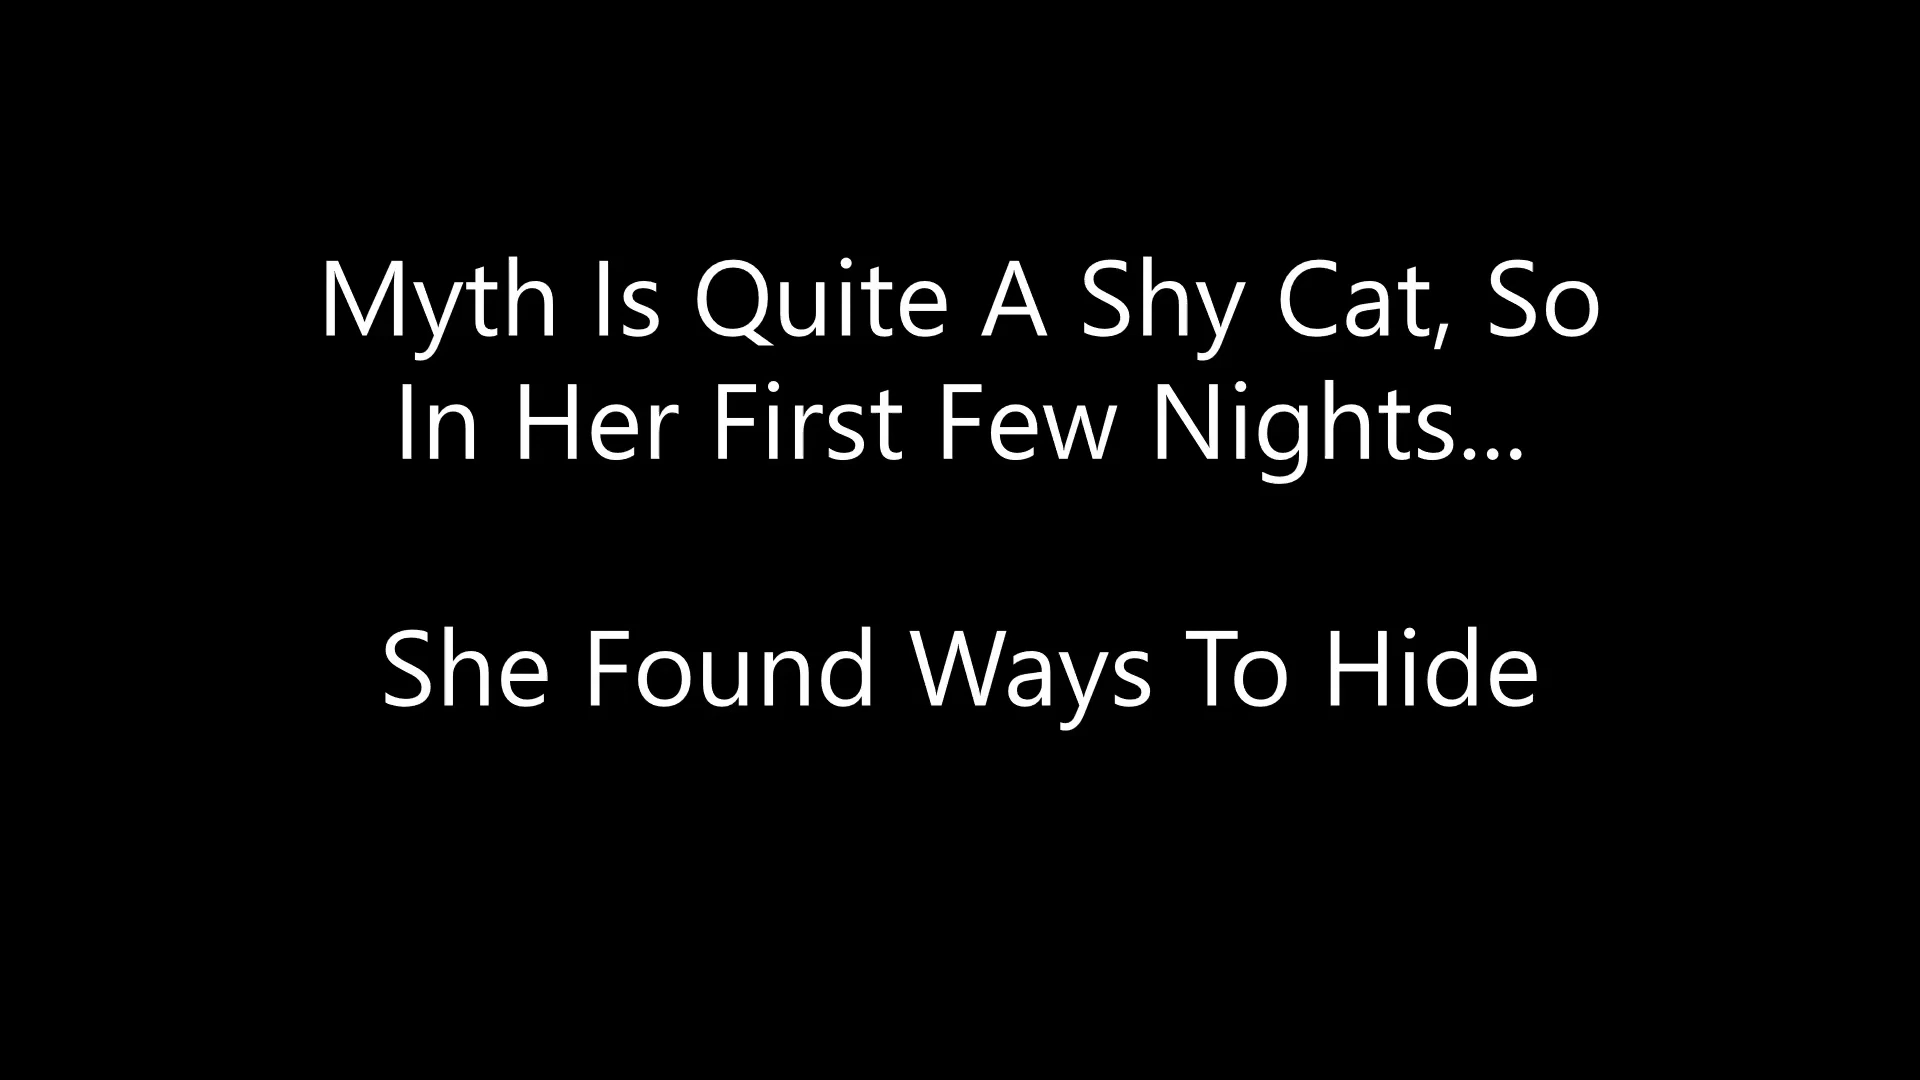 Myth Is Quite A Shy Cat, So
In Her First Few Nights...
She Found Ways To Hide